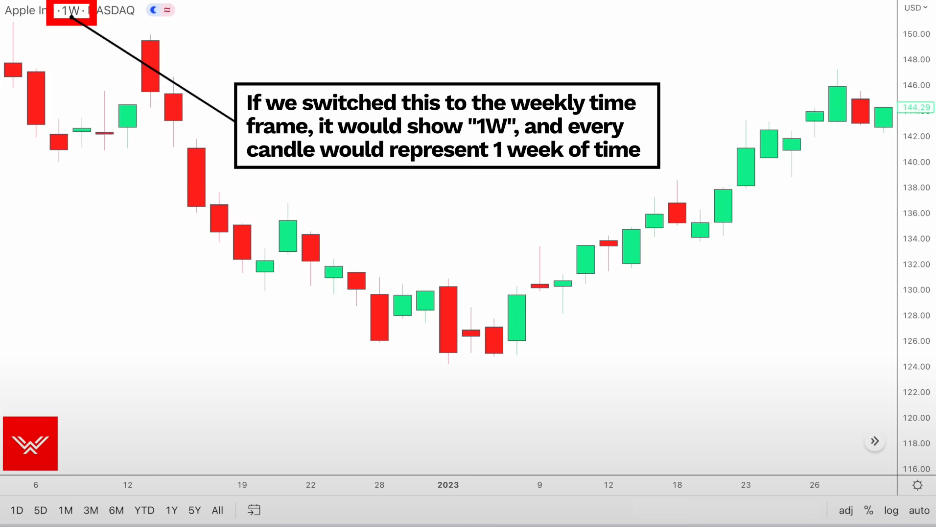 Apple In · 1W · NASDAQ
USD
If we switched this to the weekly time
frame, it would show "1W", and every
candle would represent 1 week of time
150.00
148.00
146.00
144.29
142.00
140.00
138.00
136.00
134.00
132.00
130.00
128.00
126.00
124.00
122.00
120.00
118.00
116.00
6 12 19 22 28 2023 9 12 18 23 26
1D 5D 1M 3M 6M YTD 1Y 5Y All adj % log auto